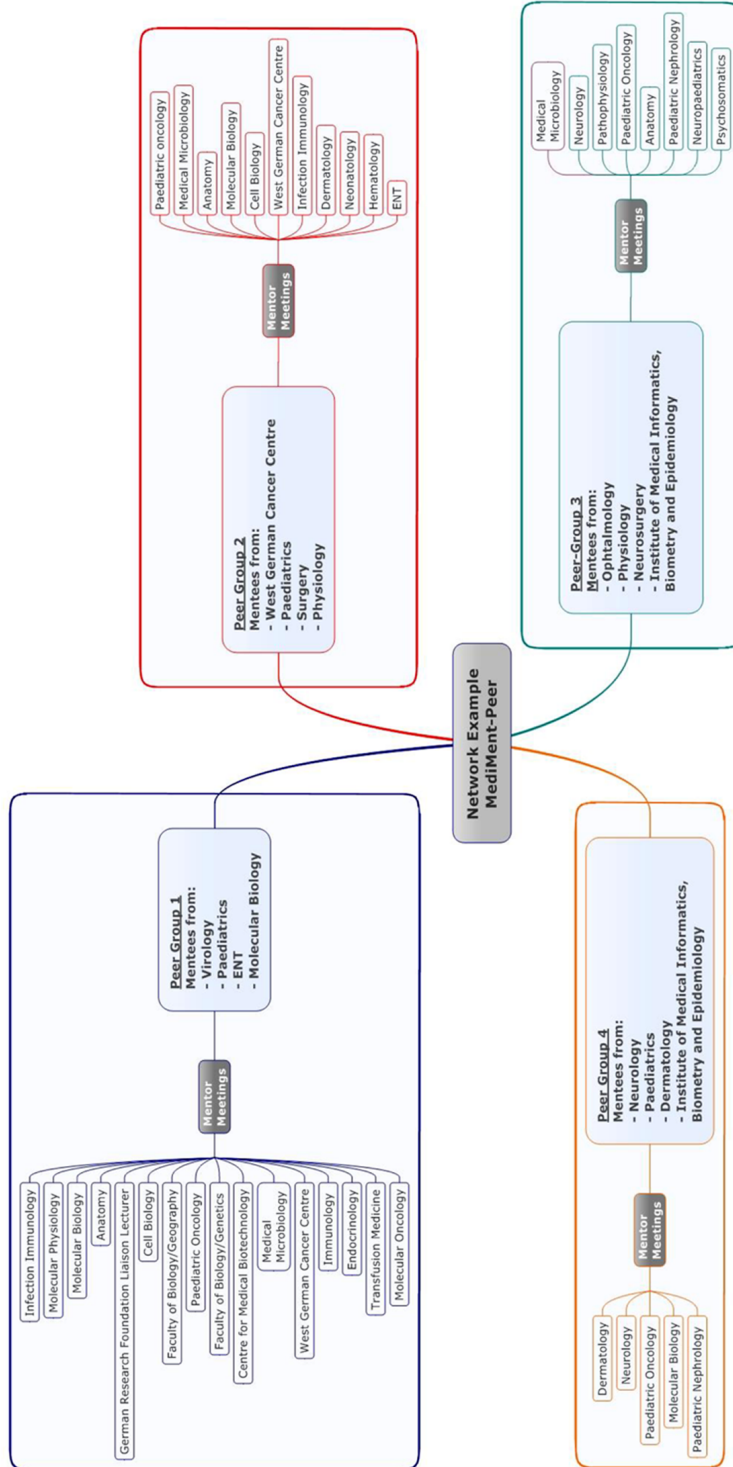 Network Example
MediMent-Peer
Peer Group 1
Mentees from:
- Virology
- Paediatrics
- ENT
- Molecular Biology
Mentor
Meetings
Infection Immunology
Molecular Physiology
Molecular Biology
Anatomy
German Research Foundation Liaison Lecturer
Cell Biology
Faculty of Biology/Geography
Paediatric Oncology
Faculty of Biology/Genetics
Centre for Medical Biotechnology
Medical
Microbiology
West German Cancer Centre
Immunology
Endocrinology
Transfusion Medicine
Molecular Oncology
Peer Group 2
Mentees from:
- West German Cancer Centre
- Paediatrics
- Surgery
- Physiology
Mentor
Meetings
Paediatric oncology
Medical Microbiology
Anatomy
Molecular Biology
Cell Biology
West German Cancer Centre
Infection Immunology
Dermatology
Neonatology
Hematology
ENT
Peer-Group 3
Mentees from:
- Ophtalmology
- Physiology
- Neurosurgery
- Institute of Medical Informatics,
Biometry and Epidemiology
Mentor
Meetings
Medical
Microbiology
Neurology
Pathophysiology
Paediatric Oncology
Anatomy
Paediatric Nephrology
Neuropaediatrics
Psychosomatics
Peer Group 4
Mentees from:
- Neurology
- Paediatrics
- Dermatology
- Institute of Medical Informatics,
Biometry and Epidemiology
Mentor
Meetings
Dermatology
Neurology
Paediatric Oncology
Molecular Biology
Paediatric Nephrology